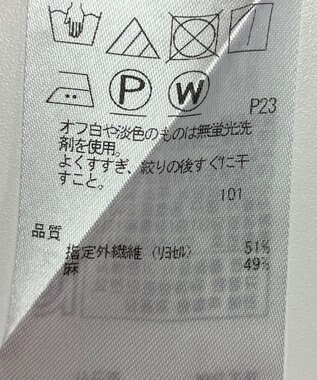 P W
P23
オフ白や淡色のものは無蛍光洗
剤を使用。
よくすすぎ、絞りの後すぐに干
すこと。
101
品質
指定外繊維（リヨセル） 51%
麻 49%